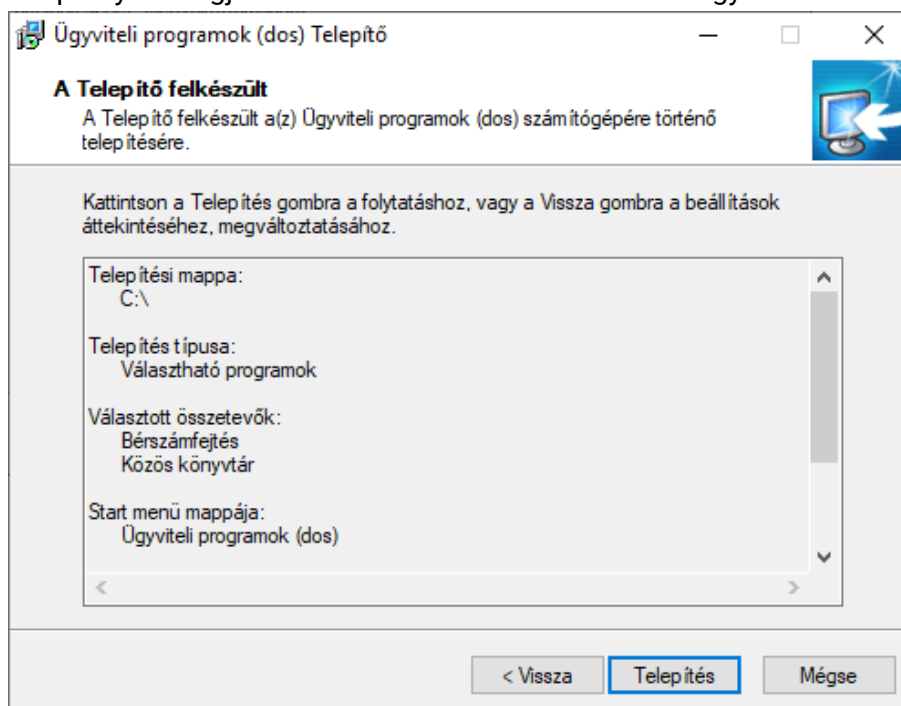 Ügyviteli programok (dos) Telepítő
A Telepítő felkészült
A Telepítő felkészült a(z) Ügyviteli programok (dos) számítógépére történő
telepítésére.
Kattintson a Telepítés gombra a folytatáshoz, vagy a Vissza gombra a beállítások
áttekintéséhez, megváltoztatásához.
Telepítési mappa:
C:\
Telepítés típusa:
Választható programok
Választott összetevők:
Bérszámfejtés
Közös könyvtár
Start menü mappája:
Ügyviteli programok (dos)
< Vissza
Telepítés
Mégse